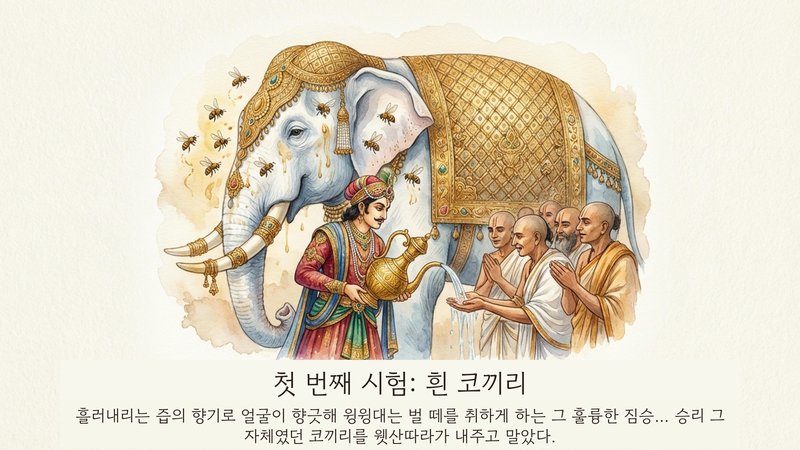 첫 번째 시험: 흰 코끼리
흘러내리는 즙의 향기로 얼굴이 향긋해 윙윙대는 벌 떼를 취하게 하는 그 훌륭한 짐승... 승리 그
자체였던 코끼리를 웻산따라가 내주고 말았다.